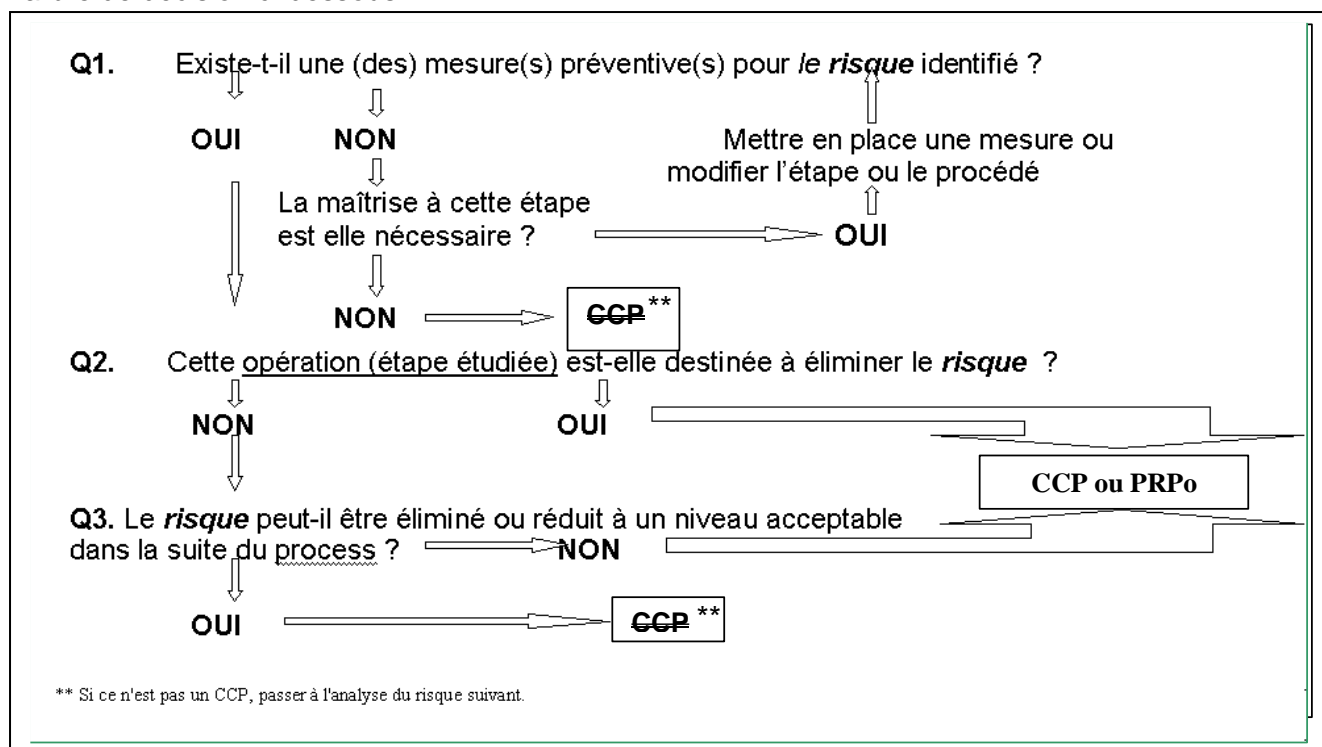 Q1. Existe-t-il une (des) mesure(s) préventive(s) pour le risque identifié ?
OUI NON Mettre en place une mesure ou
modifier l'étape ou le procédé
La maîtrise à cette étape
est elle nécessaire ? OUI
NON CCP **
Q2. Cette opération (étape étudiée) est-elle destinée à éliminer le risque ?
NON OUI
CCP ou PRPo
Q3. Le risque peut-il être éliminé ou réduit à un niveau acceptable
dans la suite du process ? NON
OUI CCP **
** Si ce n'est pas un CCP, passer à l'analyse du risque suivant.